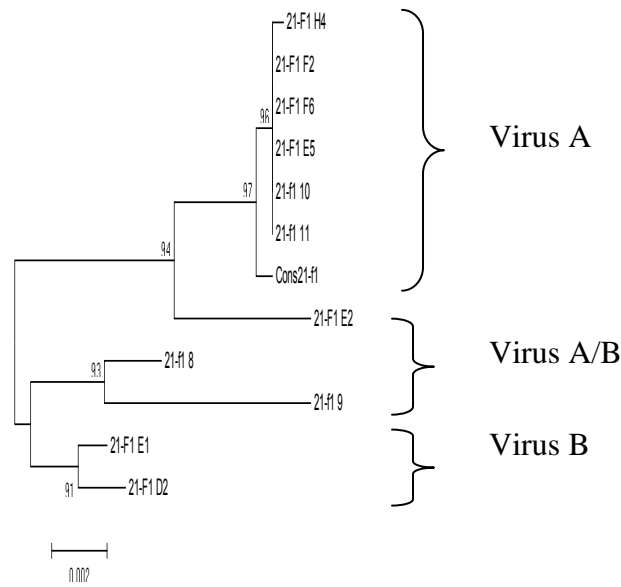 21-F1 H4
21-F1 F2
21-F1 F6
.96
21-F1 E5
Virus A
.97
21-f1 10
21-f1 11
.94
Cons21-f1
21-F1 E2
21-f1 8
Virus A/B
.93
21-f1 9
21-F1 E1
Virus B
.91
21-F1 D2
0.002